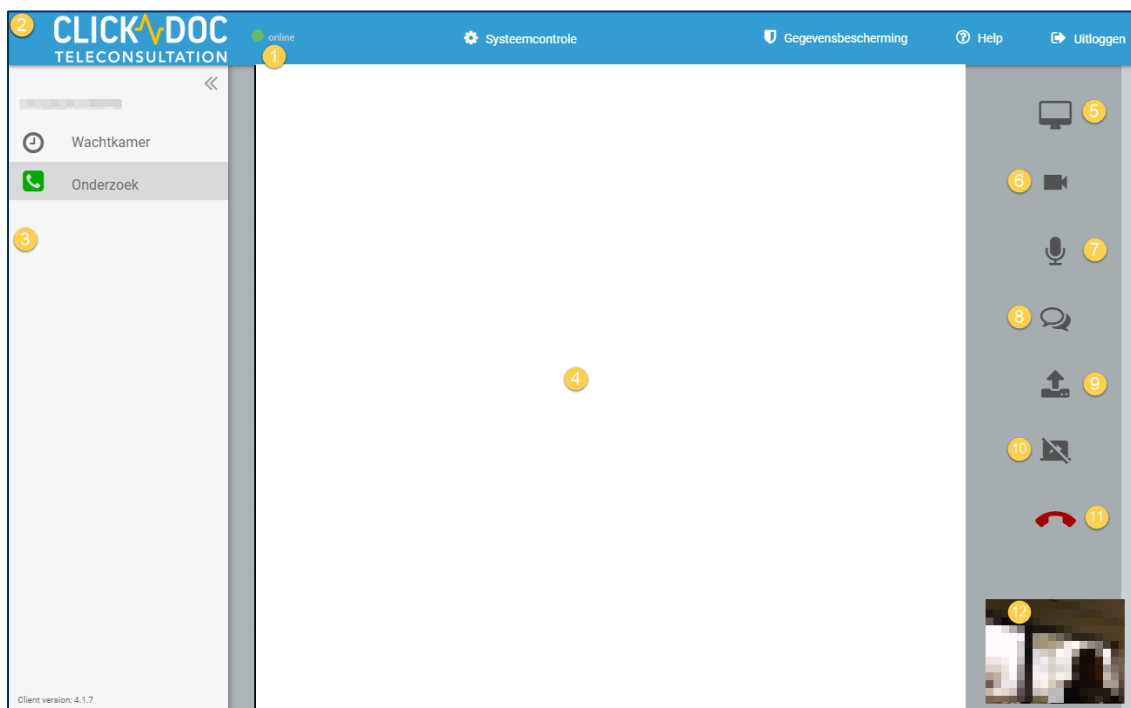 2
CLICK DOC
TELECONSULTATION
online
1
Systeemcontrole
Gegevensbescherming
Help
Uitloggen
Wachtkamer
Onderzoek
3
4
5
6
7
8
9
10
11
12
Client version: 4.1.7